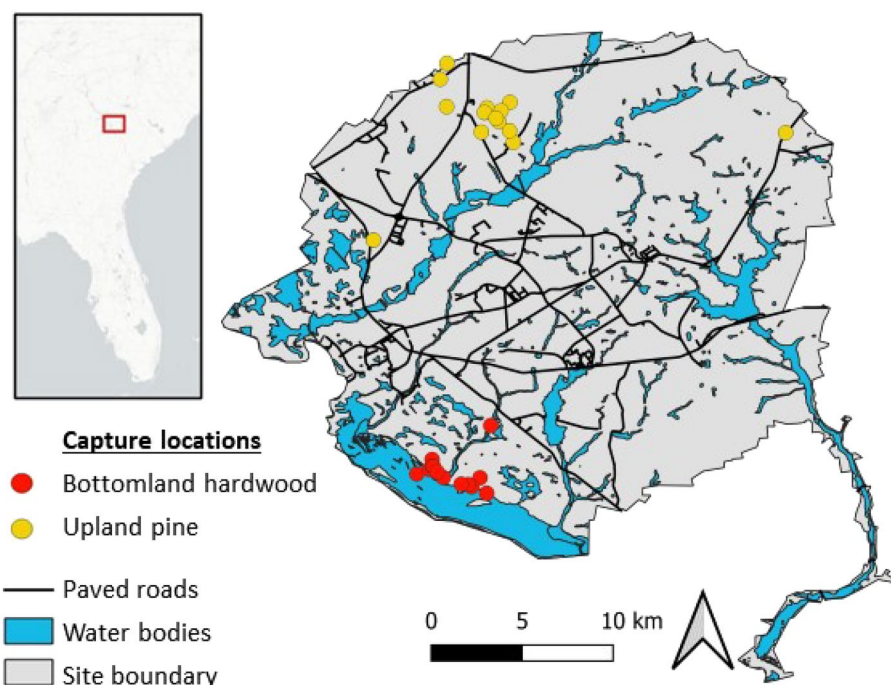 Capture locations
Bottomland hardwood
Upland pine
Paved roads
Water bodies
Site boundary
0 5 10 km